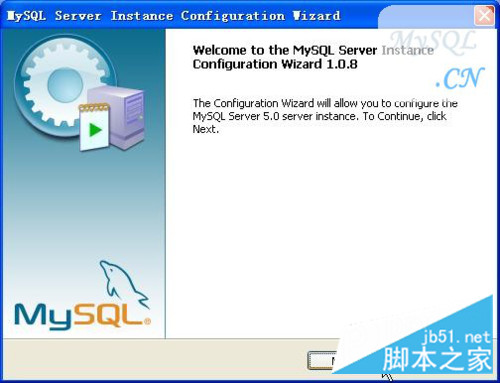 MySQL Server Instance Configuration Wizard
Welcome to the MySQL Server Instance
Configuration Wizard 1.0.8
MySQL
.CN
The Configuration Wizard will allow you to configure the
MySQL Server 5.0 server instance. To Continue, click
Next.
MySQL®
jb51.net
脚本之家